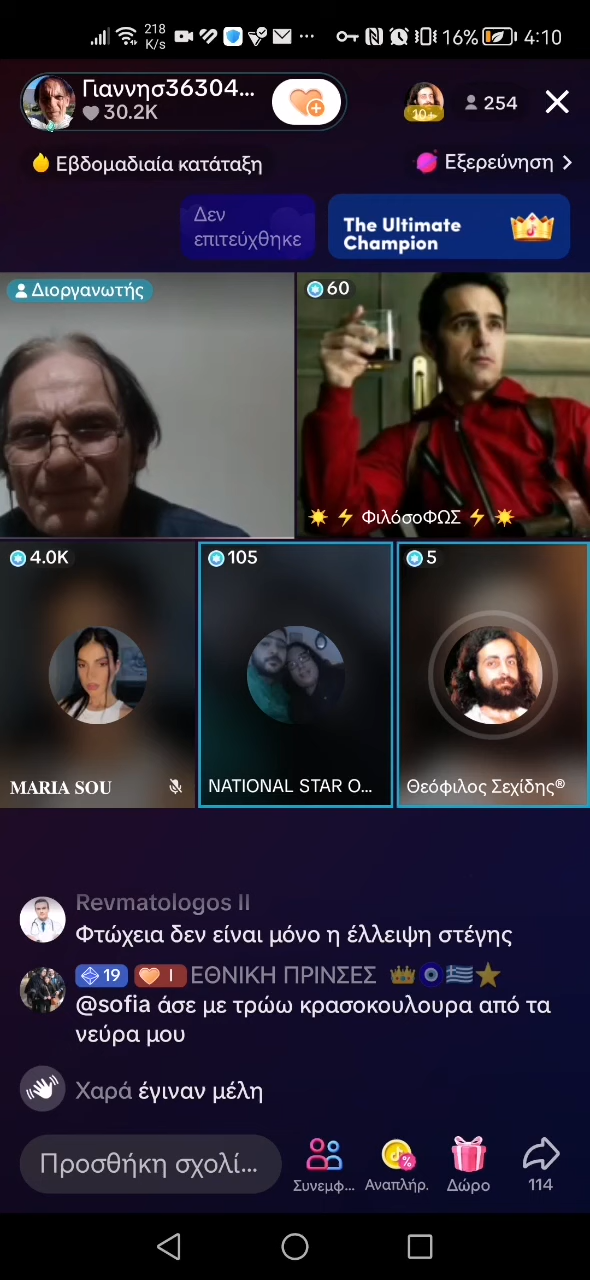 218
K/s
16%
4:10
Γιαννησ36304...
30.2K
10+
254
Εβδομαδιαία κατάταξη
Εξερεύνηση
Δεν
επιτεύχθηκε
The Ultimate
Champion
Διοργανωτής
60
ΦιλόσοΦΩΣ
4.0K
105
5
MARIA SOU
NATIONAL STAR O...
Θεόφιλος Σεχίδης®
Revmatologos II
Φτώχεια δεν είναι μόνο η έλλειψη στέγης
19
I
ΕΘΝΙΚΗ ΠΡΙΝΣΕΣ
@sofia άσε με τρώω κρασοκουλουρα από τα
νεύρα μου
Χαρά έγιναν μέλη
Προσθήκη σχολί...
Συνεμφ...
Αναπλήρ.
Δώρο
114